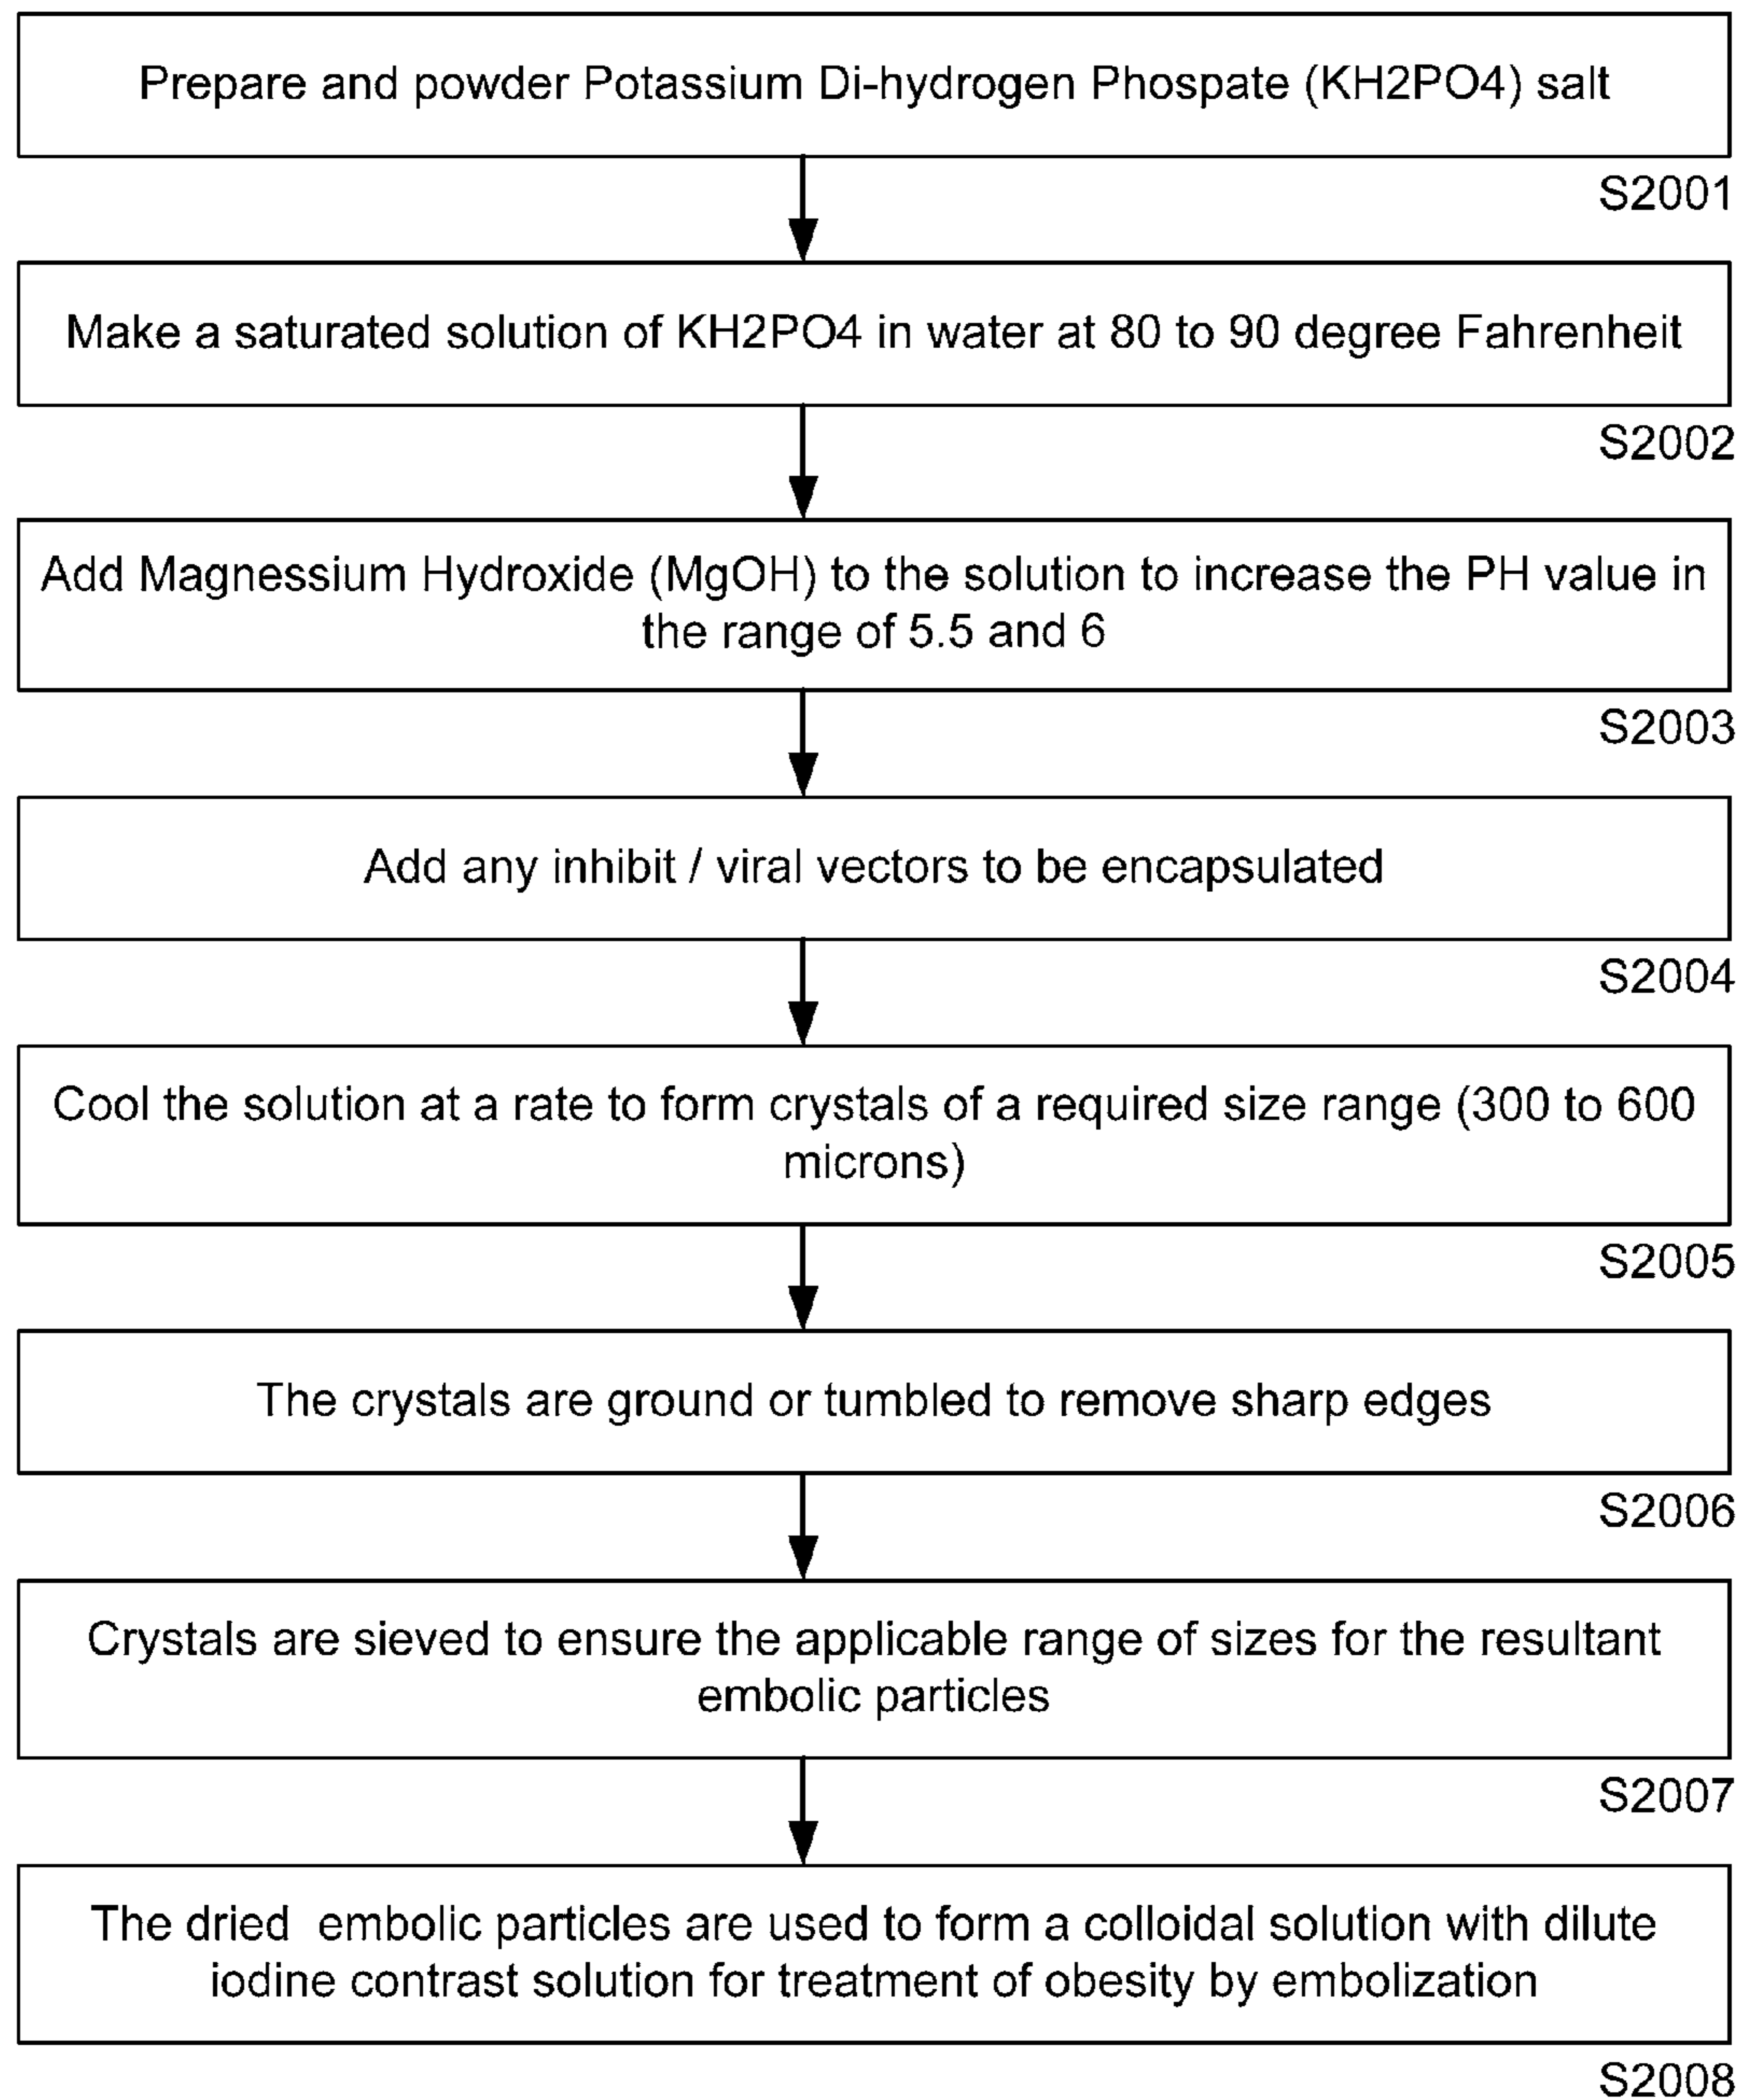 Prepare and powder Potassium Di-hydrogen Phospate (KH2PO4) salt
S2001
Make a saturated solution of KH2PO4 in water at 80 to 90 degree Fahrenheit
S2002
Add Magnessium Hydroxide (MgOH) to the solution to increase the PH value in
the range of 5.5 and 6
S2003
Add any inhibit / viral vectors to be encapsulated
S2004
Cool the solution at a rate to form crystals of a required size range (300 to 600
microns)
S2005
The crystals are ground or tumbled to remove sharp edges
S2006
Crystals are sieved to ensure the applicable range of sizes for the resultant
embolic particles
S2007
The dried embolic particles are used to form a colloidal solution with dilute
iodine contrast solution for treatment of obesity by embolization
S2008